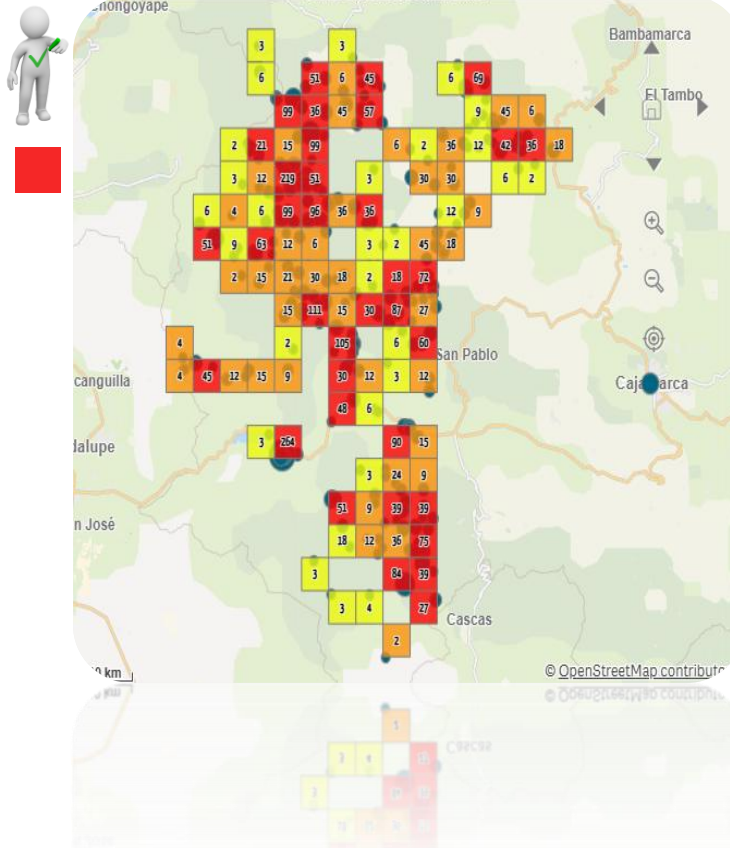 hongoyape
Bambamarca
3 3
6 51 6 45 6 69
El Tambo
99 36 45 57 9 45 6
2 21 15 99 6 2 36 12 42 36 18
3 12 219 51 3 30 30 6 2
6 4 6 99 96 36 36 12 9
51 9 63 12 6 3 2 45 18
2 15 21 30 18 2 18 72
15 111 15 30 87 27
4 2 105 6 60
San Pablo
4 45 12 15 9 30 12 3 12
canguilla
48 6
3 264 90 15
dalupe
3 24 9
51 9 39 39
n José
18 12 36 75
3 84 39
3 4 27
Cascas
2
0 km
© OpenStreetMap contributo